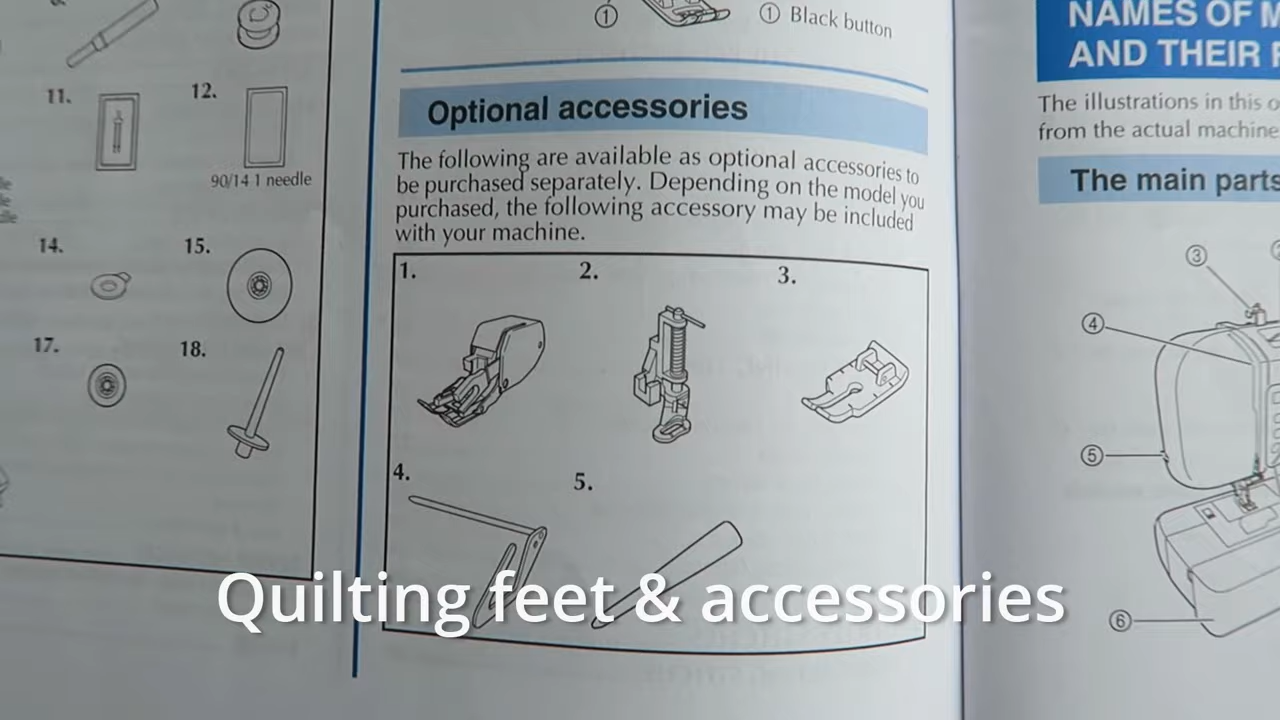 11.
12.
90/14 1 needle
14.
15.
17.
18.
① Black button
①
Optional accessories
The following are available as optional accessories to
be purchased separately. Depending on the model you
purchased, the following accessory may be included
with your machine.
1.
2.
3.
4.
5.
NAMES OF M
AND THEIR
The illustrations in this o
from the actual machine
The main parts
③
④
⑤
⑥
Quilting feet & accessories